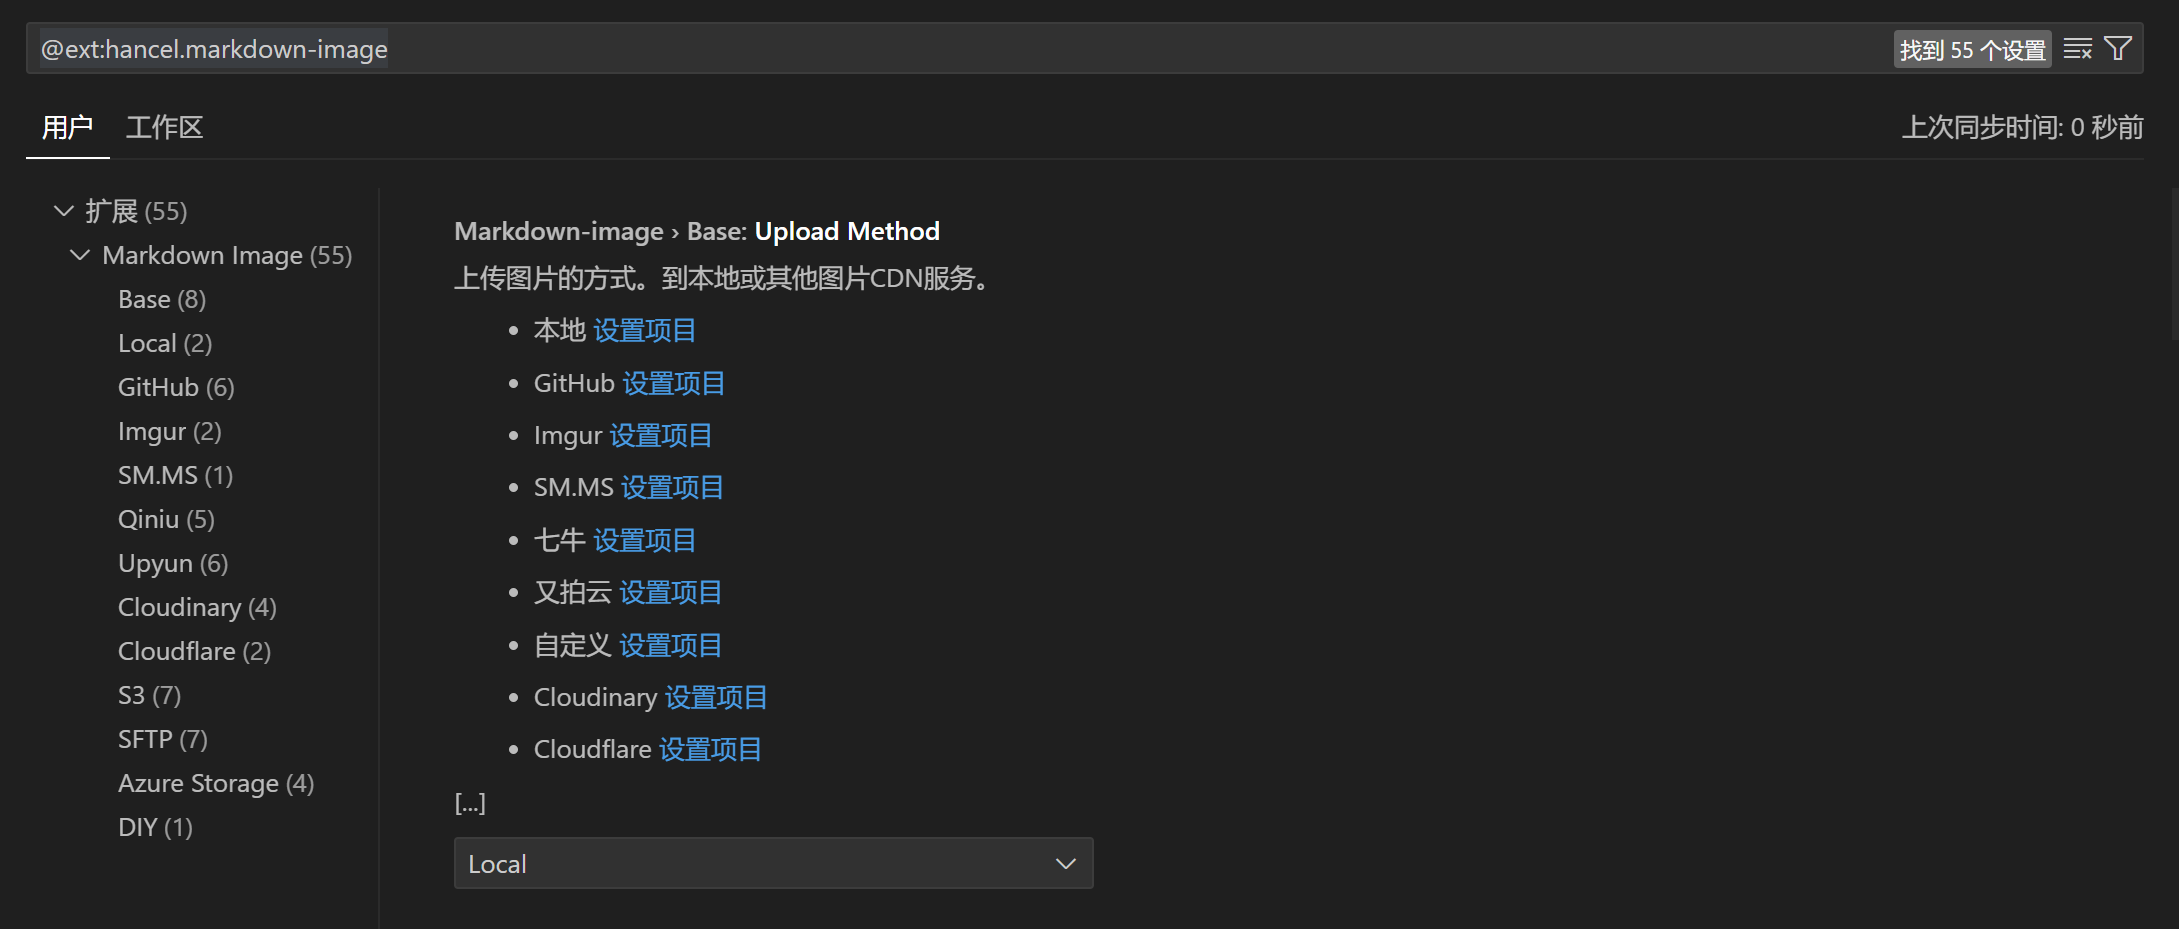 @ext:hancel.markdown-image
找到 55 个设置
用户 工作区
上次同步时间: 0 秒前
扩展 (55)
Markdown Image (55)
Base (8)
Local (2)
GitHub (6)
Imgur (2)
SM.MS (1)
Qiniu (5)
Upyun (6)
Cloudinary (4)
Cloudflare (2)
S3 (7)
SFTP (7)
Azure Storage (4)
DIY (1)
Markdown-image › Base: Upload Method
上传图片的方式。到本地或其他图片CDN服务。
• 本地 设置项目
• GitHub 设置项目
• Imgur 设置项目
• SM.MS 设置项目
• 七牛 设置项目
• 又拍云 设置项目
• 自定义 设置项目
• Cloudinary 设置项目
• Cloudflare 设置项目
[...]
Local